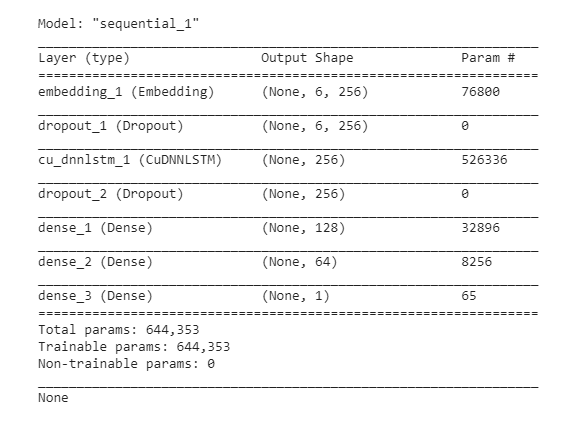 Model: "sequential_1"
Layer (type) Output Shape Param #
embedding_1 (Embedding) (None, 6, 256) 76800
dropout_1 (Dropout) (None, 6, 256) 0
cu_dnnlstm_1 (CuDNNLSTM) (None, 256) 526336
dropout_2 (Dropout) (None, 256) 0
dense_1 (Dense) (None, 128) 32896
dense_2 (Dense) (None, 64) 8256
dense_3 (Dense) (None, 1) 65
Total params: 644,353
Trainable params: 644,353
Non-trainable params: 0
None